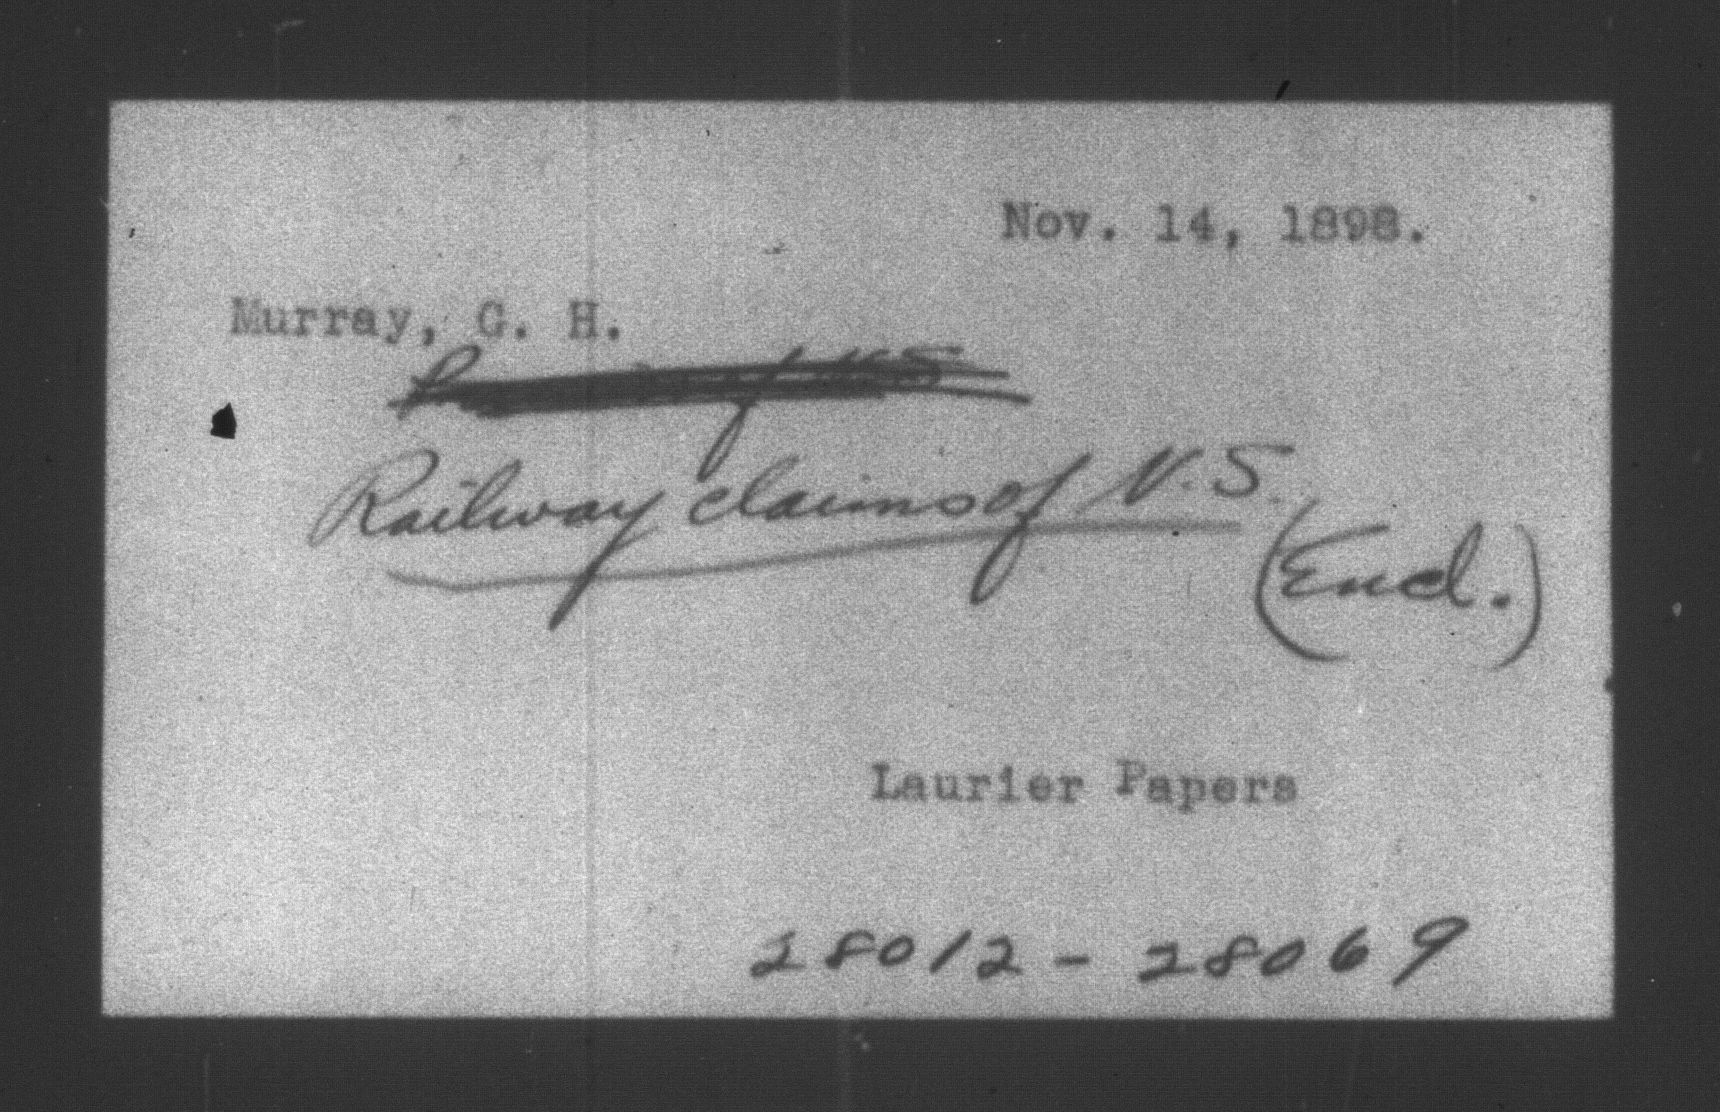 Nov. 14, 1898.
Murray, G. H.
Railway claims of N.S.
(Encl.)
Laurier Papers
28012 - 28069